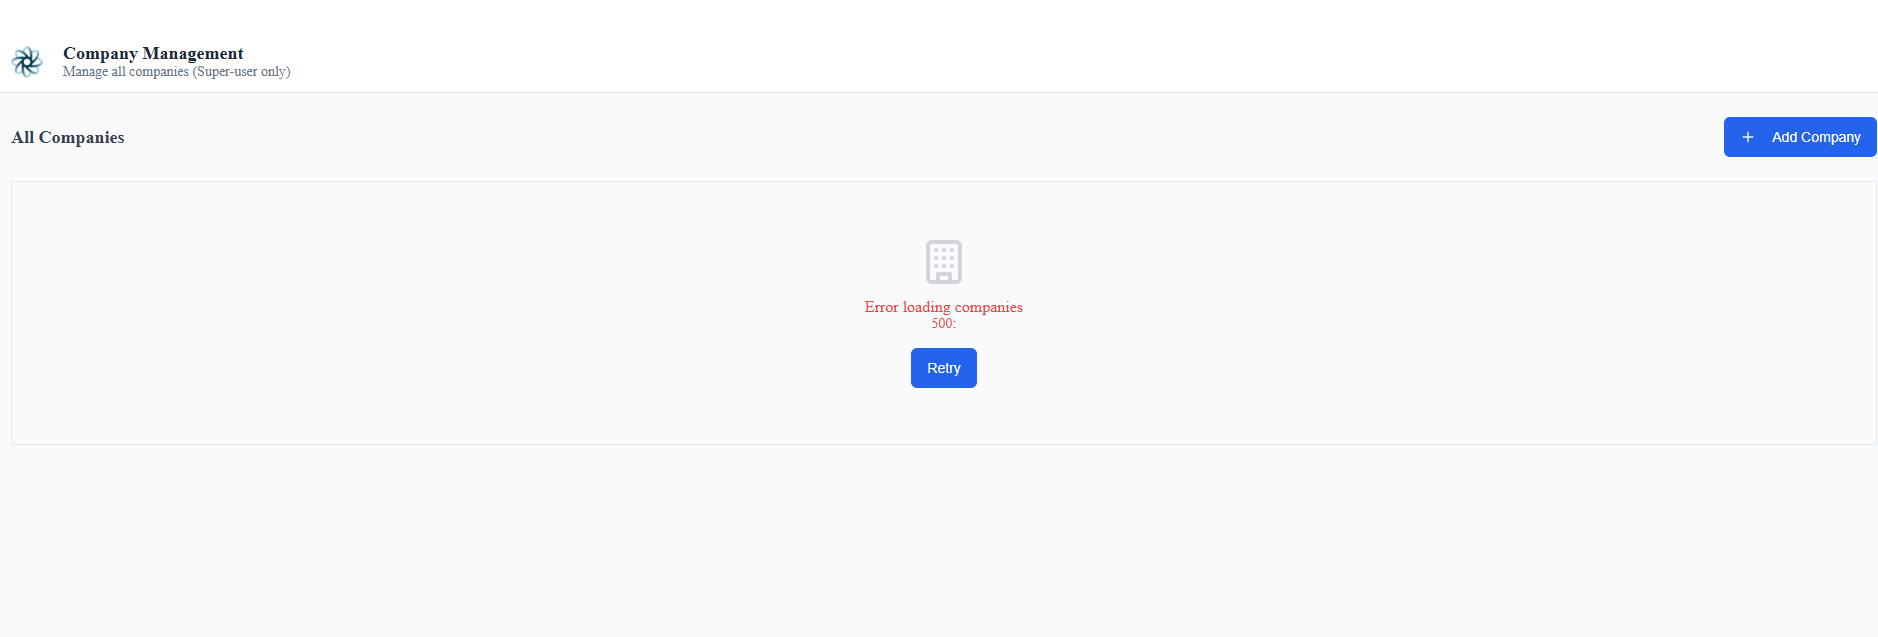 Company Management
Manage all companies (Super-user only)
All Companies
+ Add Company
Error loading companies
500:
Retry